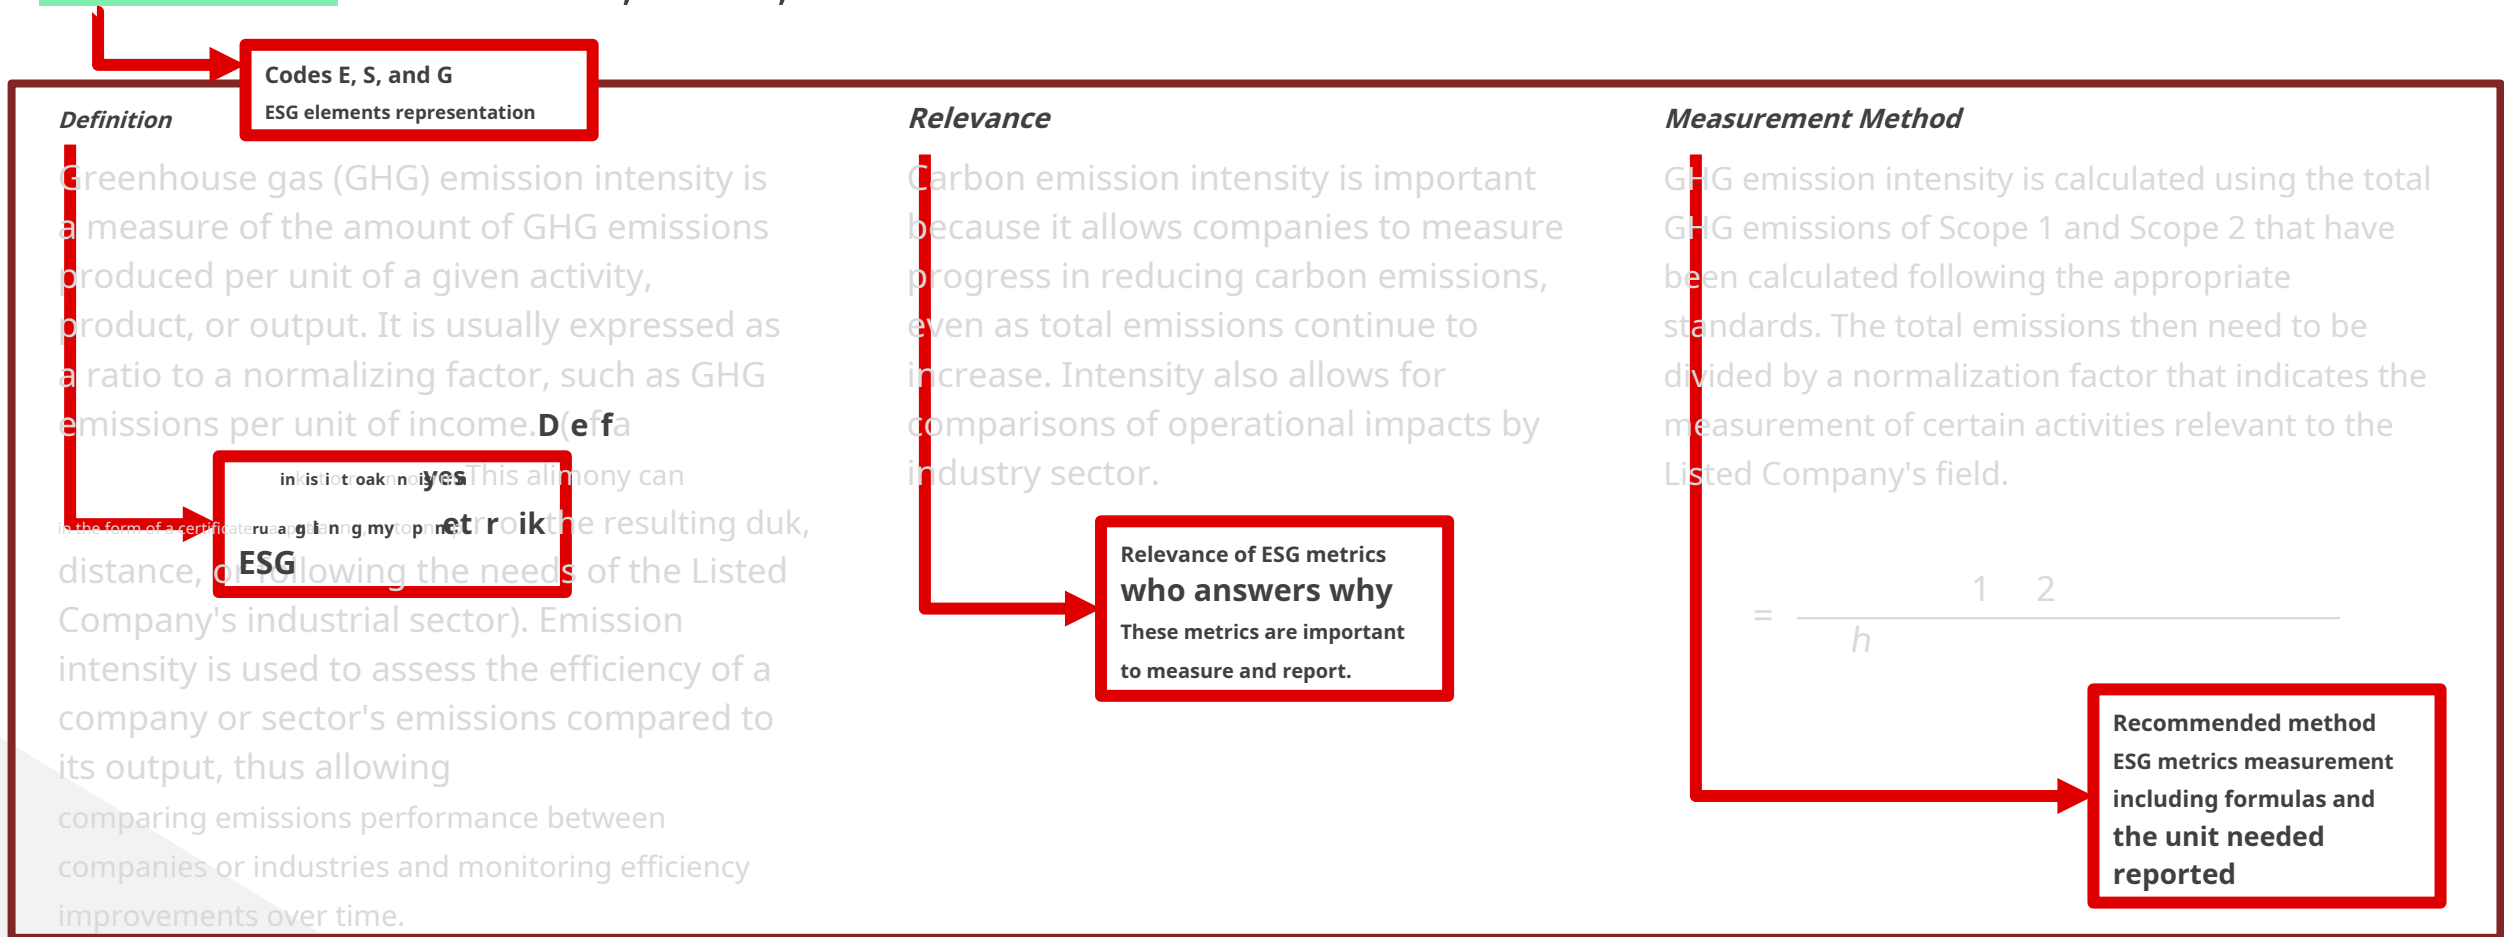 Codes E, S, and G
ESG elements representation
Definition
Greenhouse gas (GHG) emission intensity is
a measure of the amount of GHG emissions
produced per unit of a given activity,
product, or output. It is usually expressed as
a ratio to a normalizing factor, such as GHG
emissions per unit of income.
This alimony can
in the form of a certificate
the resulting duk,
ESG
distance, or following the needs of the Listed
Company's industrial sector). Emission
intensity is used to assess the efficiency of a
company or sector's emissions compared to
its output, thus allowing
comparing emissions performance between
companies or industries and monitoring efficiency
improvements over time.
Relevance
Carbon emission intensity is important
because it allows companies to measure
progress in reducing carbon emissions,
even as total emissions continue to
increase. Intensity also allows for
comparisons of operational impacts by
industry sector.
Relevance of ESG metrics
who answers why
These metrics are important
to measure and report.
Measurement Method
GHG emission intensity is calculated using the total
GHG emissions of Scope 1 and Scope 2 that have
been calculated following the appropriate
standards. The total emissions then need to be
divided by a normalization factor that indicates the
measurement of certain activities relevant to the
Listed Company's field.
1 2
=
h
Recommended method
ESG metrics measurement
including formulas and
the unit needed
reported